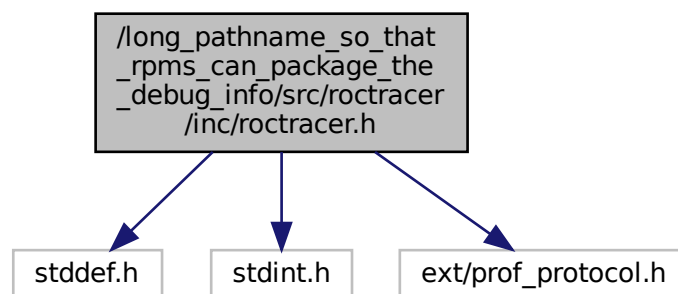 /long_pathname_so_that
_rpms_can_package_the
_debug_info/src/roctracer
/inc/roctracer.h
stddef.h
stdint.h
ext/prof_protocol.h